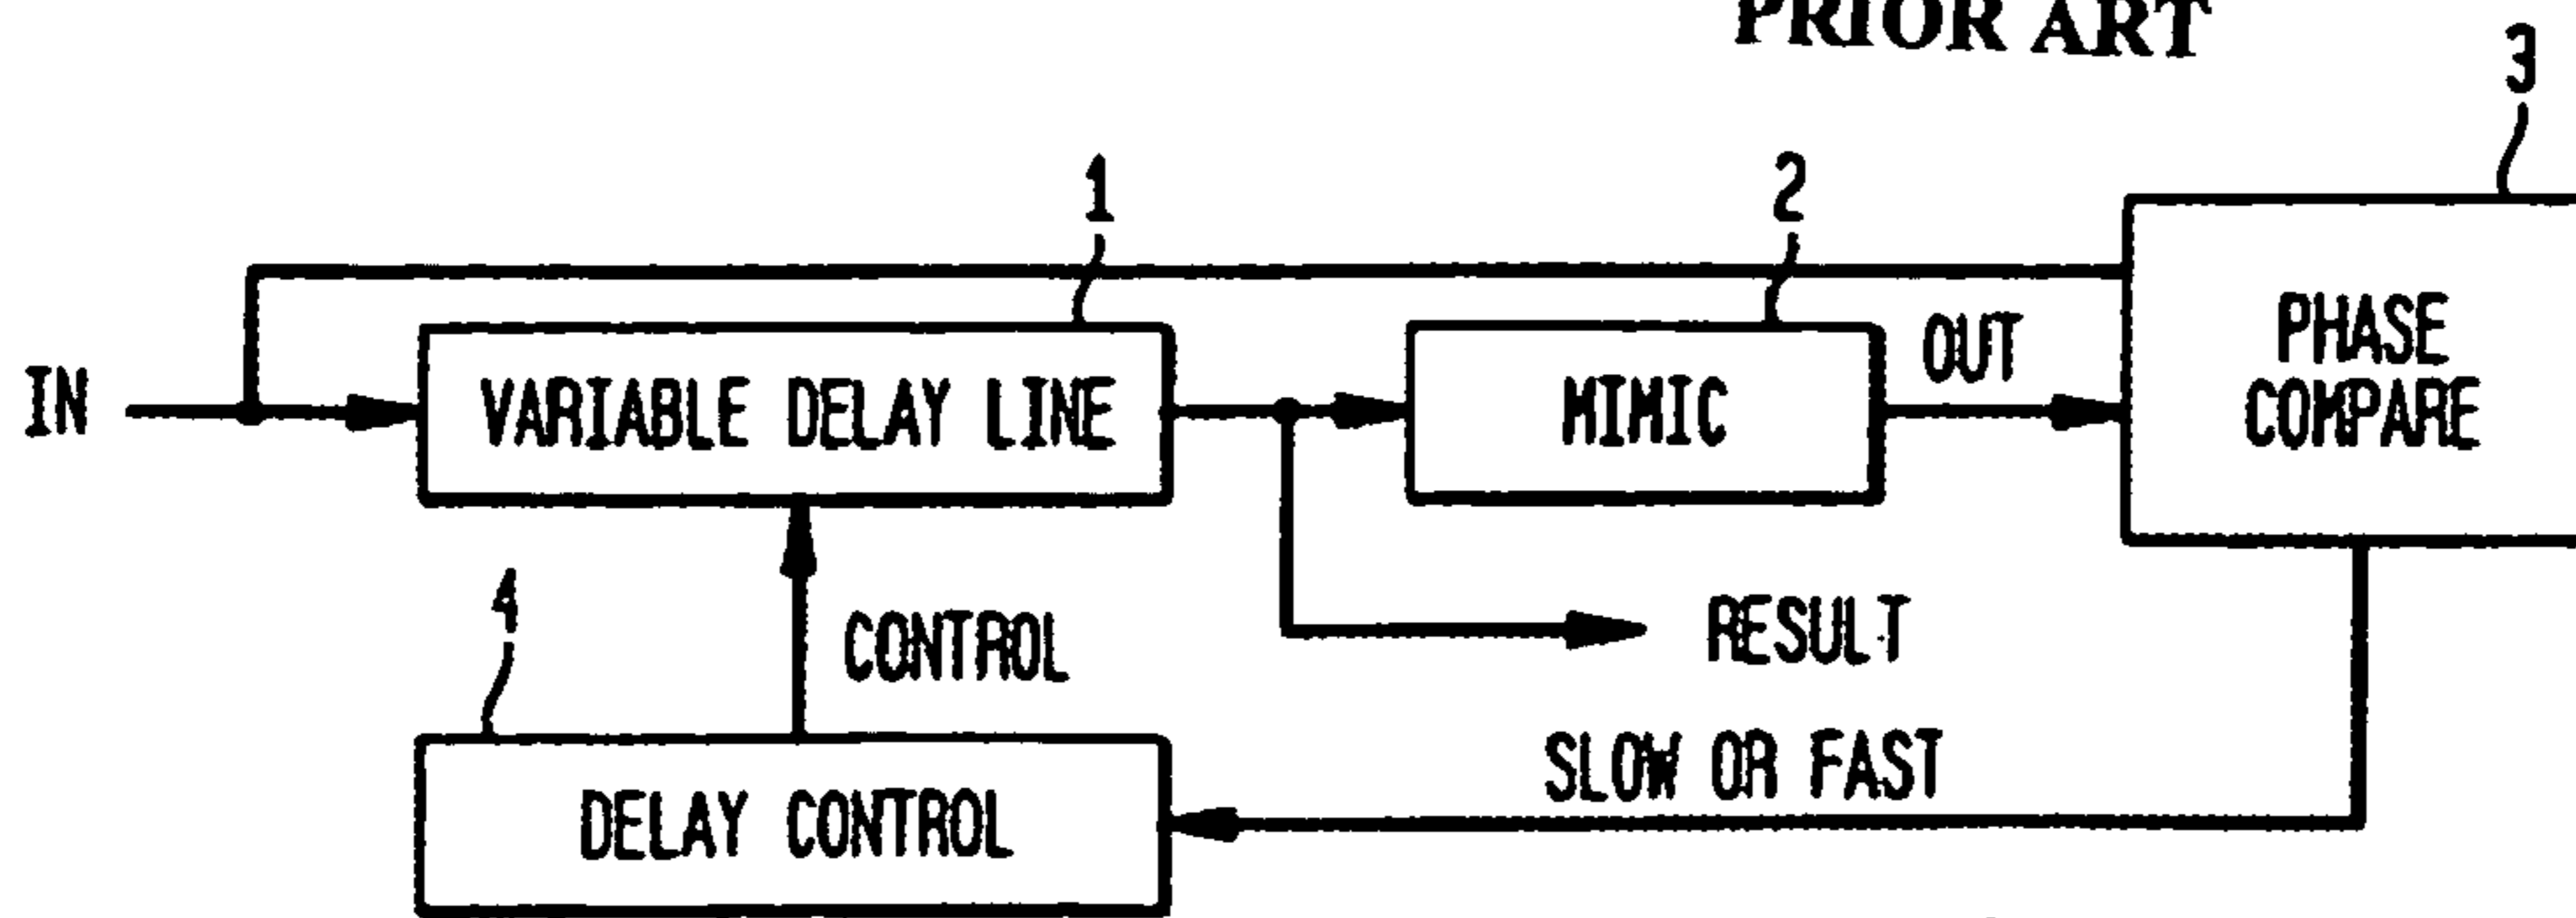 PRIOR ART
3
1
2
IN
VARIABLE DELAY LINE
MIMIC
OUT
PHASE
COMPARE
4
CONTROL
RESULT
SLOW OR FAST
DELAY CONTROL